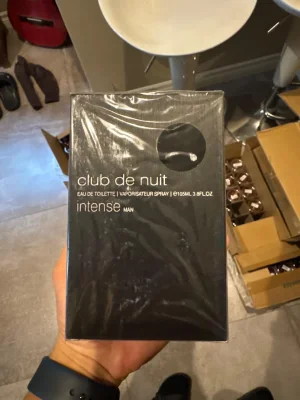 club de nuit
EAU DE TOILETTE | VAPORISATEUR SPRAY | ℮105ML 3.6FL.OZ.
intense MAN